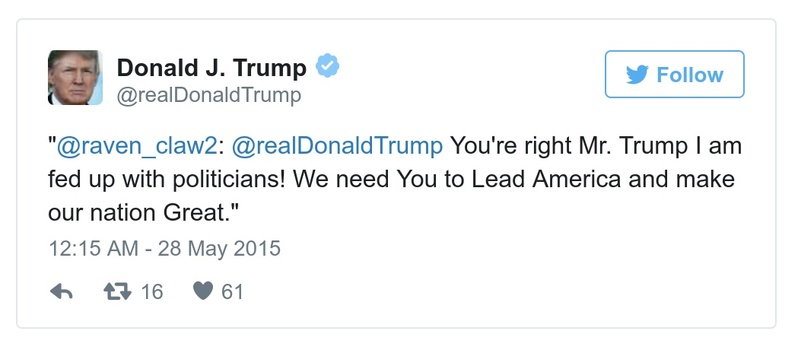 Donald J. Trump
@realDonaldTrump
Follow
"@raven_claw2: @realDonaldTrump You're right Mr. Trump I am
fed up with politicians! We need You to Lead America and make
our nation Great."
12:15 AM - 28 May 2015
16 61